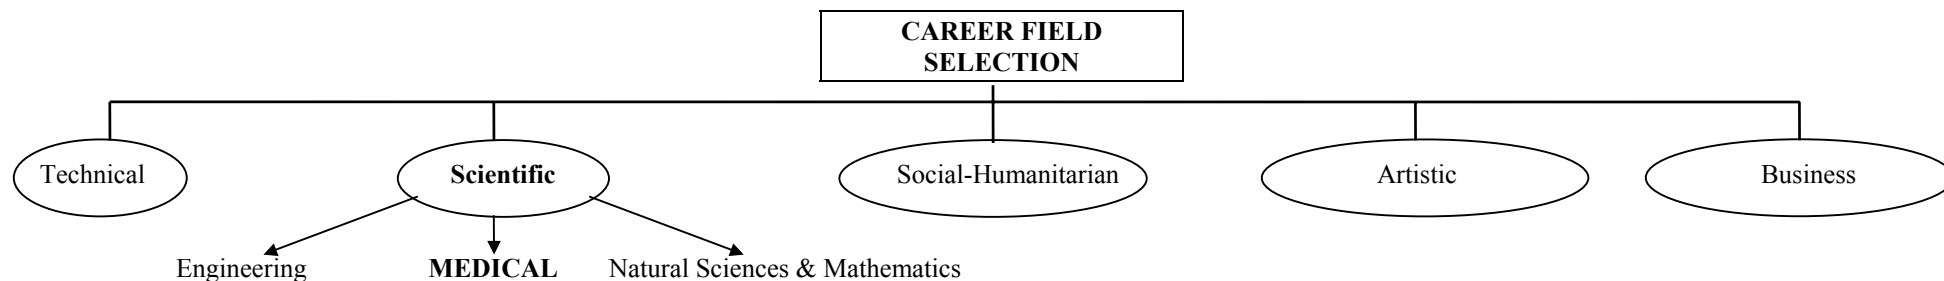 CAREER FIELD
SELECTION
Technical
Scientific
Social-Humanitarian
Artistic
Business
Engineering
MEDICAL
Natural Sciences & Mathematics